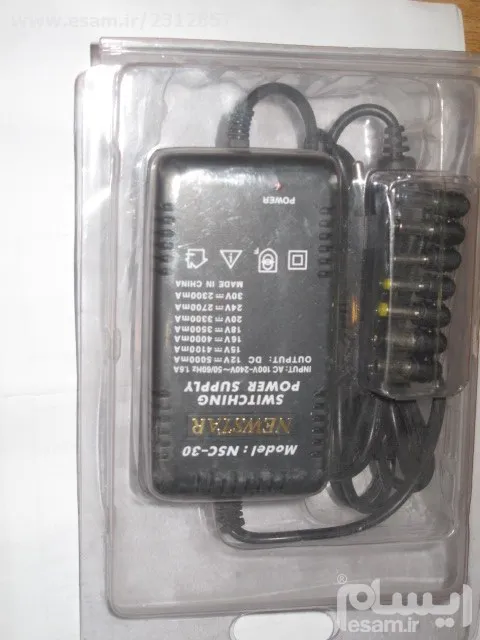 www.esam.ir/2312857
Model : NSC-30
NEWSTAR
SWITCHING
POWER SUPPLY
INPUT: AC 100V-240V~50/60Hz 1.6A
OUTPUT: DC 12V ⎓ 5000mA
15V ⎓ 4100mA
16V ⎓ 4000mA
18V ⎓ 3500mA
20V ⎓ 3300mA
24V ⎓ 2700mA
30V ⎓ 2300mA
MADE IN CHINA
POWER
ایسام
esam.ir